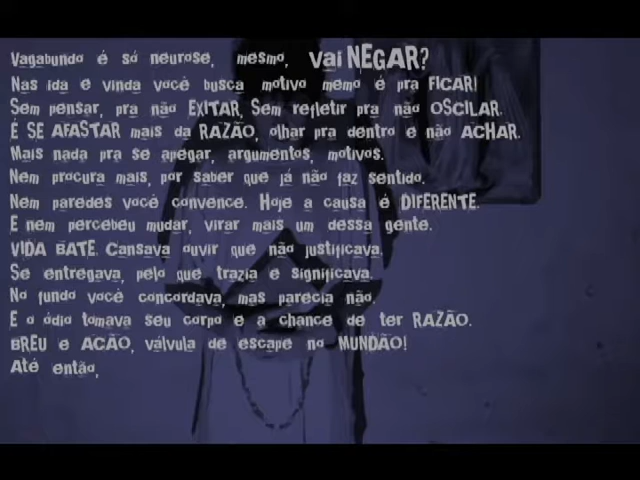 Vagabundo é só neurose, mesmo, Vai NEGAR?
Nas ida e vinda você busca motivo memo é pra FICAR!
Sem pensar, pra não EXITAR, Sem refletir pra não OSCILAR.
É SE AFASTAR mais da RAZÃO, olhar pra dentro e não ACHAR.
Mais nada pra se apegar, argumentos, motivos.
Nem procura mais, por saber que já não faz sentido.
Nem paredes você convence. Hoje a causa é DIFERENTE.
E nem percebeu mudar, virar mais um dessa gente.
VIDA BATE. Cansava ouvir que não justificava,
Se entregava, pelo que trazia e significava.
No fundo você concordava, mas parecia não,
E o ódio tomava seu corpo e a chance de ter RAZÃO.
BREU e ACÃO, válvula de escape no MUNDÃO!
Até então,